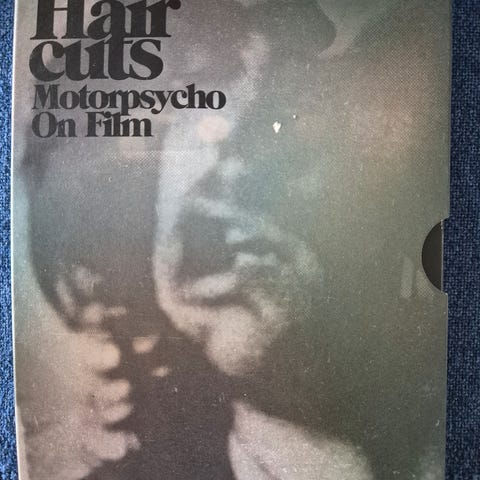 Hair
cuts
Motorpsycho
On Film